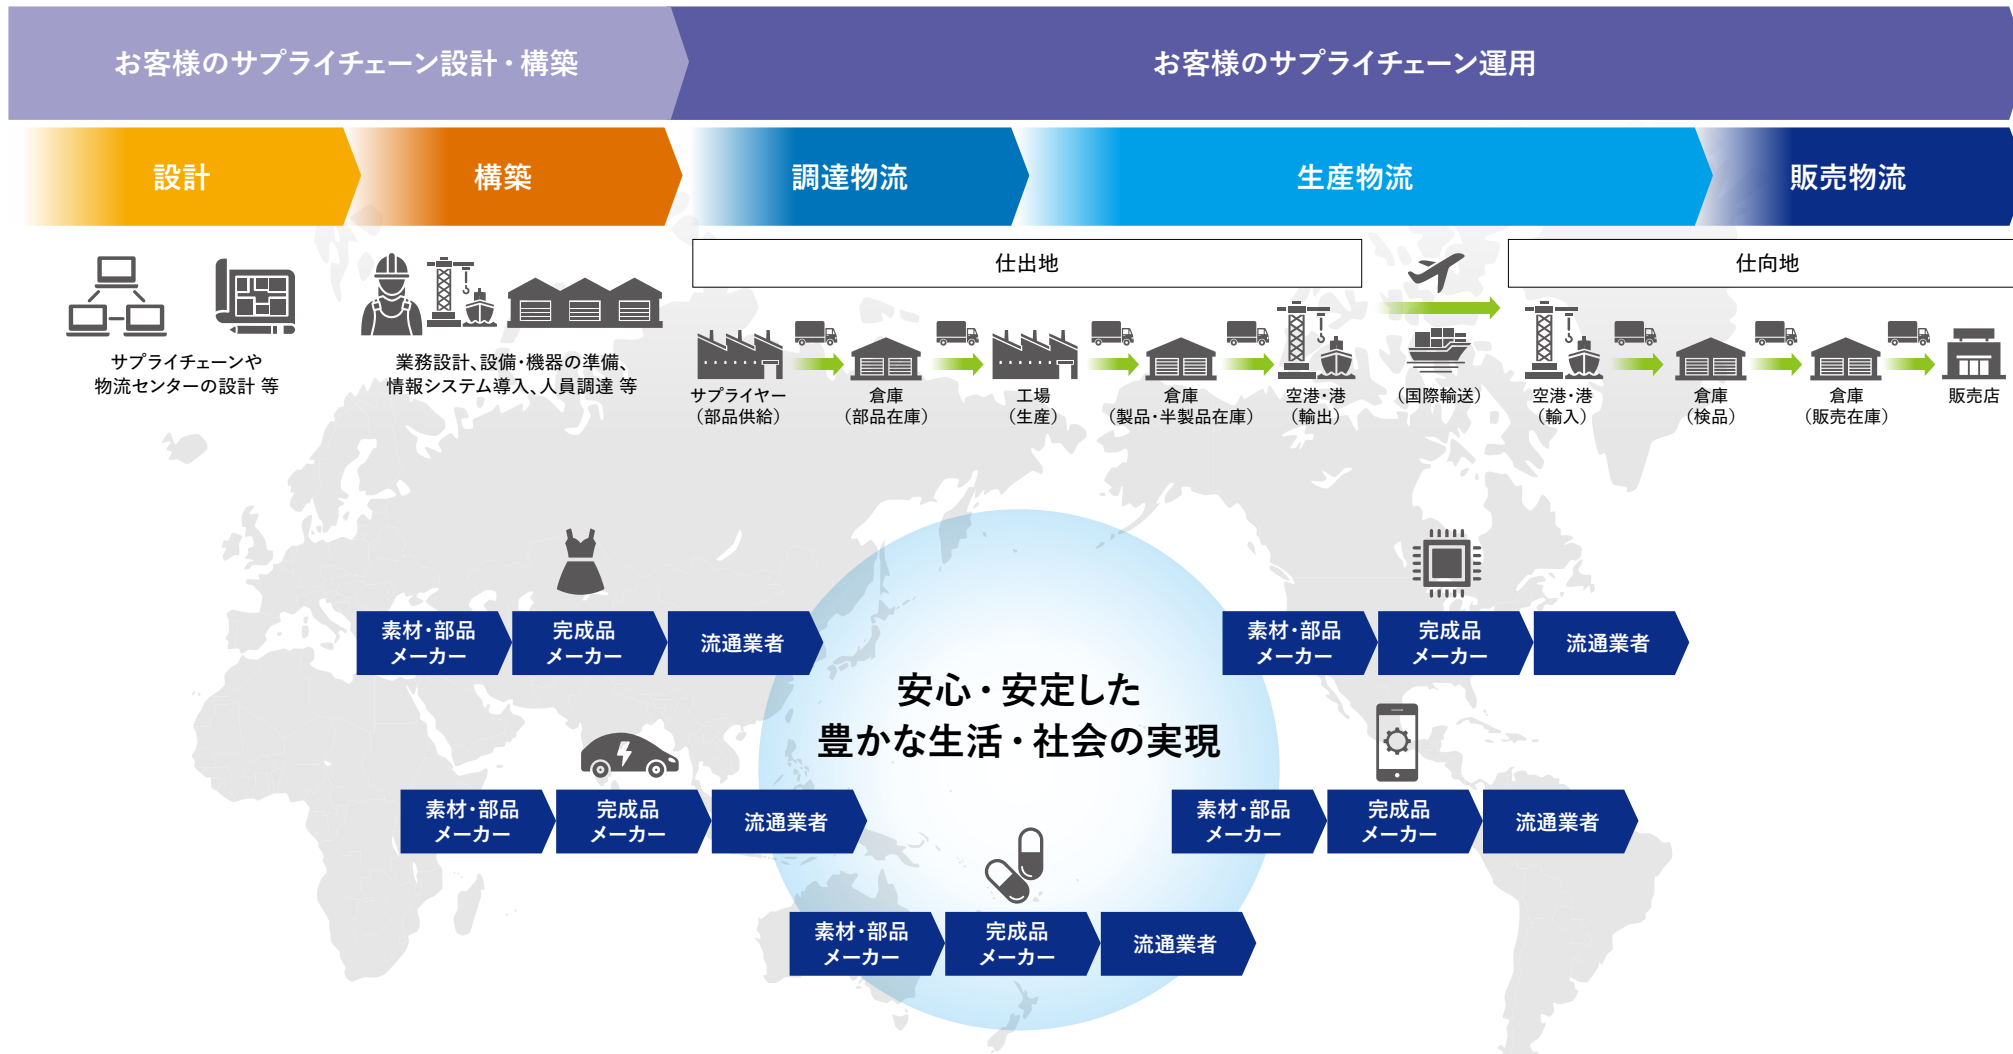 お客様のサプライチェーン設計・構築
お客様のサプライチェーン運用
設計
構築
調達物流
生産物流
販売物流
サプライチェーンや
物流センターの設計 等
業務設計、設備・機器の準備、
情報システム導入、人員調達 等
仕出地
仕向地
サプライヤー
（部品供給）
倉庫
（部品在庫）
工場
（生産）
倉庫
（製品・半製品在庫）
空港・港
（輸出）
（国際輸送）
空港・港
（輸入）
倉庫
（検品）
倉庫
（販売在庫）
販売店
素材・部品
メーカー
完成品
メーカー
流通業者
素材・部品
メーカー
完成品
メーカー
流通業者
安心・安定した
豊かな生活・社会の実現
素材・部品
メーカー
完成品
メーカー
流通業者
素材・部品
メーカー
完成品
メーカー
流通業者
素材・部品
メーカー
完成品
メーカー
流通業者